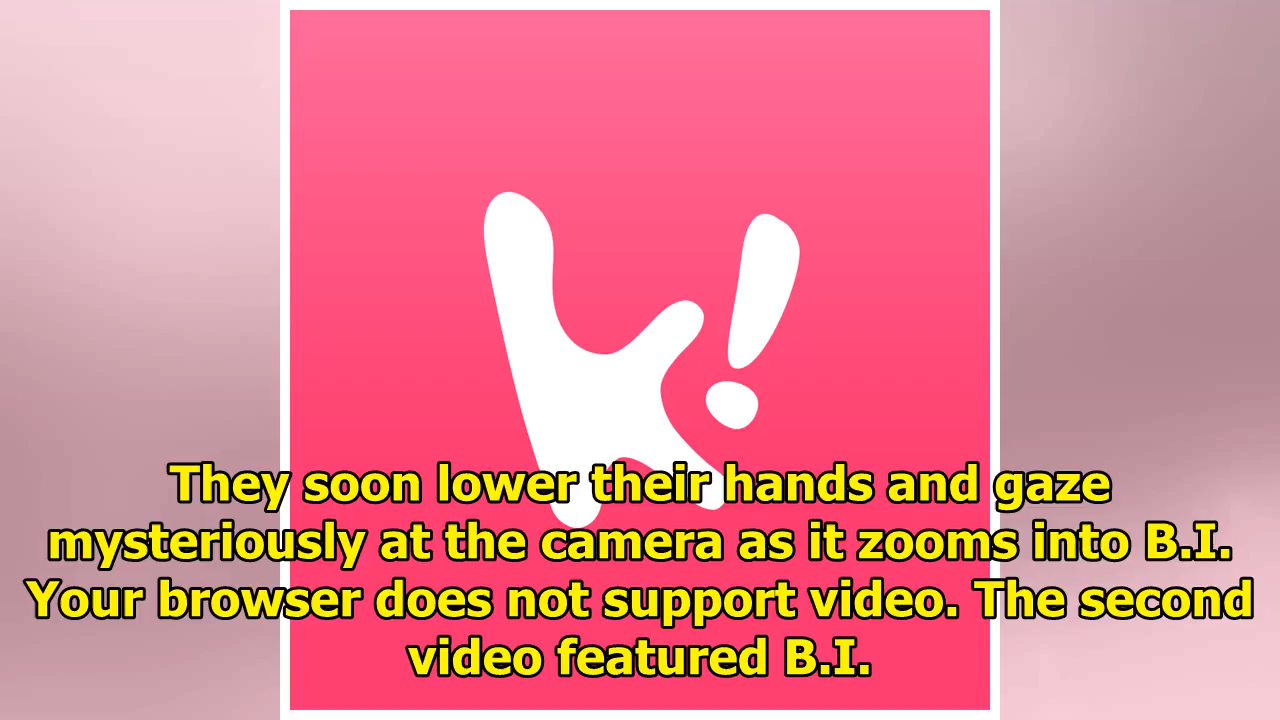 k!
They soon lower their hands and gaze
mysteriously at the camera as it zooms into B.I.
Your browser does not support video. The second
video featured B.I.